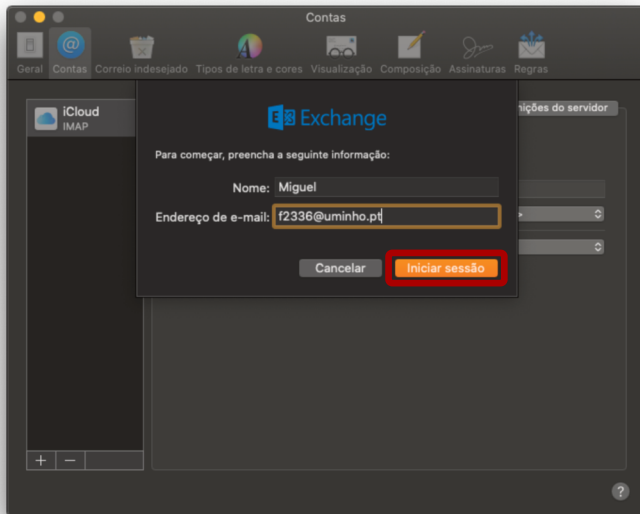 Contas
Geral Contas Correio indesejado Tipos de letra e cores Visualização Composição Assinaturas Regras
iCloud
IMAP
nições do servidor
E Exchange
Para começar, preencha a seguinte informação:
Nome: Miguel
Endereço de e-mail: f2336@uminho.pt
Cancelar Iniciar sessão
+ −
?